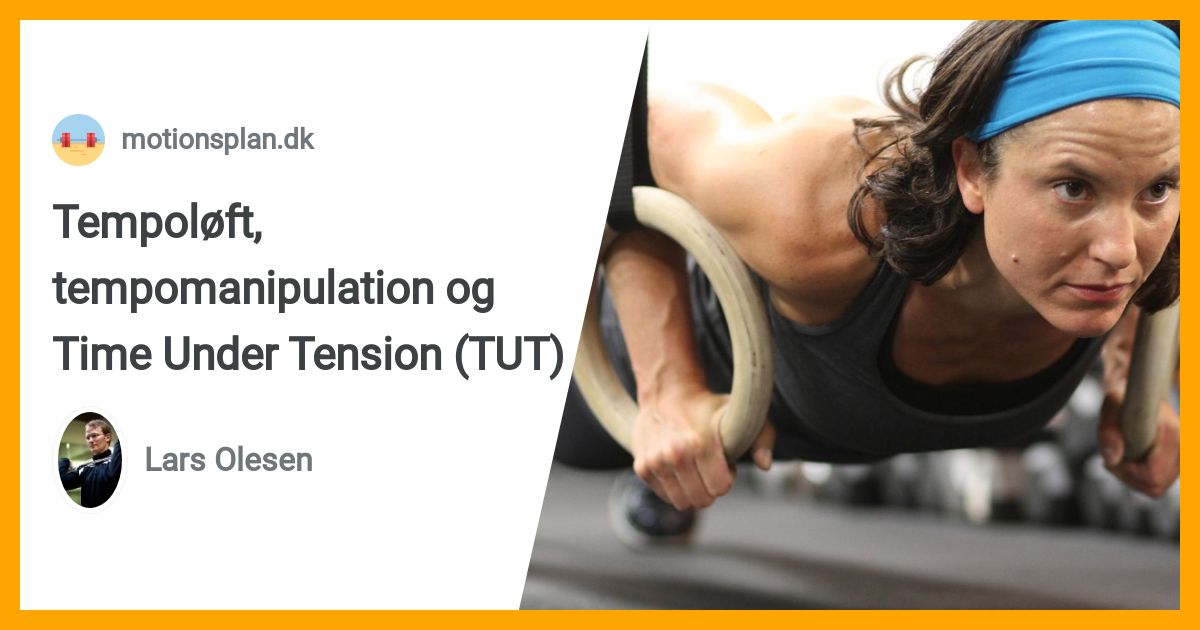 motionsplan.dk
Tempoløft,
tempomanipulation og
Time Under Tension (TUT)
Lars Olesen